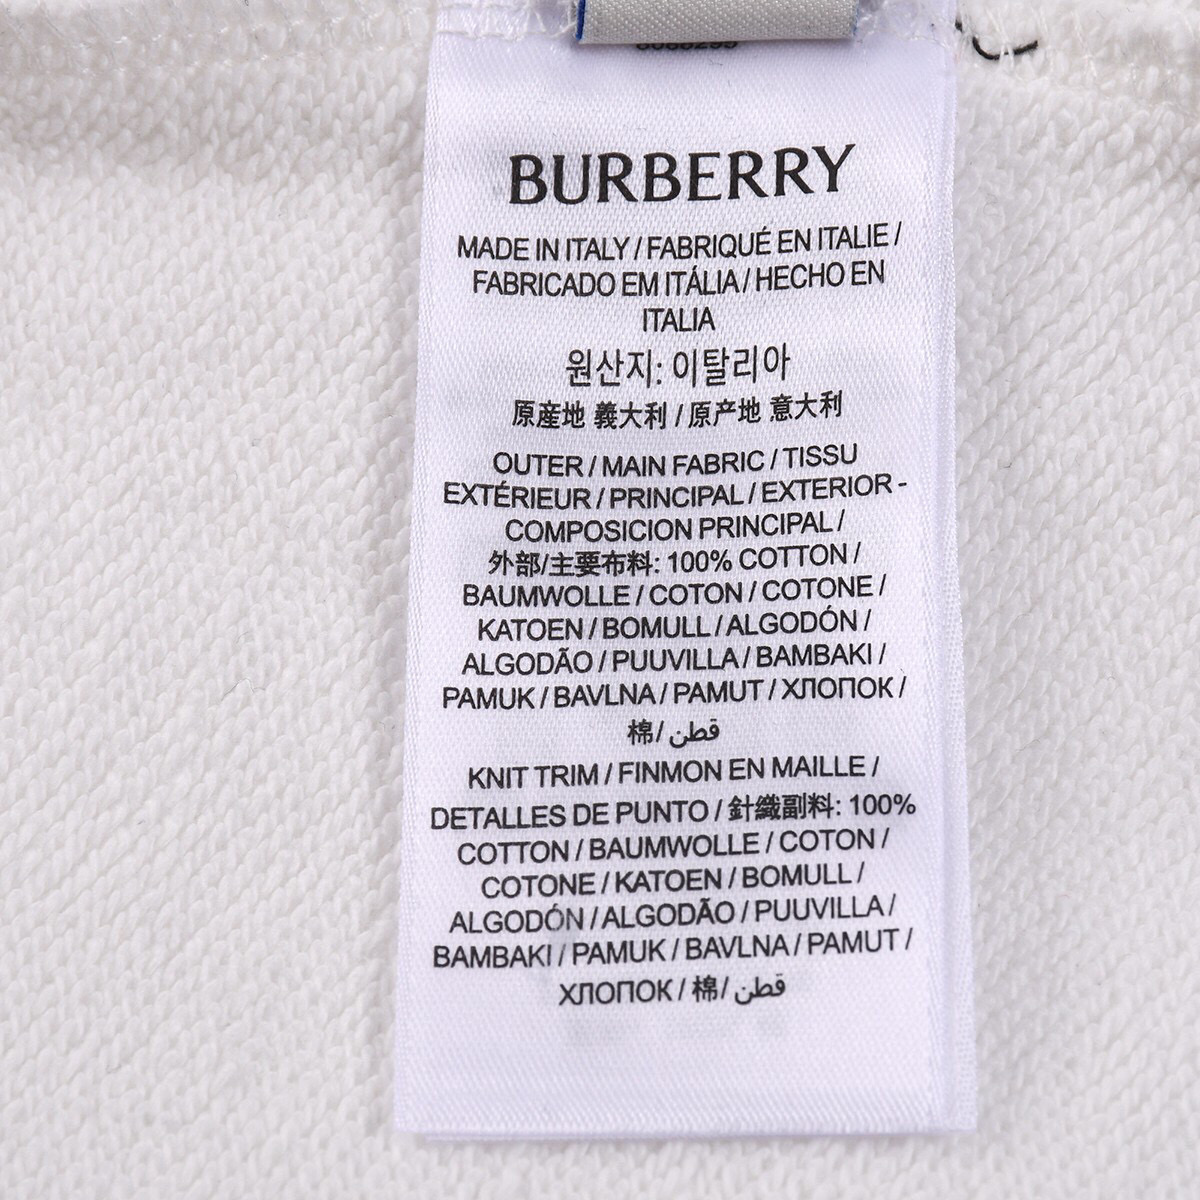 BURBERRY
MADE IN ITALY / FABRIQUÉ EN ITALIE /
FABRICADO EM ITÁLIA / HECHO EN
ITALIA
원산지: 이탈리아
原産地 義大利 / 原产地 意大利
OUTER / MAIN FABRIC / TISSU
EXTÉRIEUR / PRINCIPAL / EXTERIOR -
COMPOSICION PRINCIPAL /
外部/主要布料: 100% COTTON /
BAUMWOLLE / COTON / COTONE /
KATOEN / BOMULL / ALGODÓN /
ALGODÃO / PUUVILLA / BAMBAKI /
PAMUK / BAVLNA / PAMUT / ХЛОПОК /
棉 / قطن
KNIT TRIM / FINMON EN MAILLE /
DETALLES DE PUNTO / 針織副料: 100%
COTTON / BAUMWOLLE / COTON /
COTONE / KATOEN / BOMULL /
ALGODÓN / ALGODÃO / PUUVILLA /
BAMBAKI / PAMUK / BAVLNA / PAMUT /
ХЛОПОК / 棉 / قطن